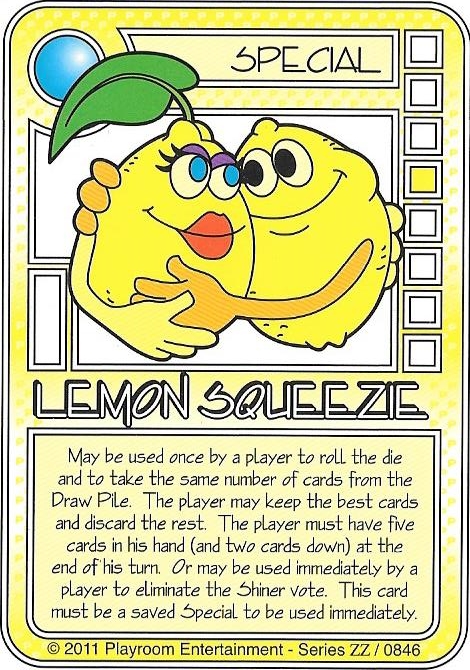 SPECIAL
LEMON SQUEEZIE
May be used once by a player to roll the die
and to take the same number of cards from the
Draw Pile. The player may keep the best cards
and discard the rest. The player must have five
cards in his hand (and two cards down) at the
end of his turn. Or may be used immediately by a
player to eliminate the Shiner vote. This card
must be a saved Special to be used immediately.
© 2011 Playroom Entertainment - Series ZZ / 0846